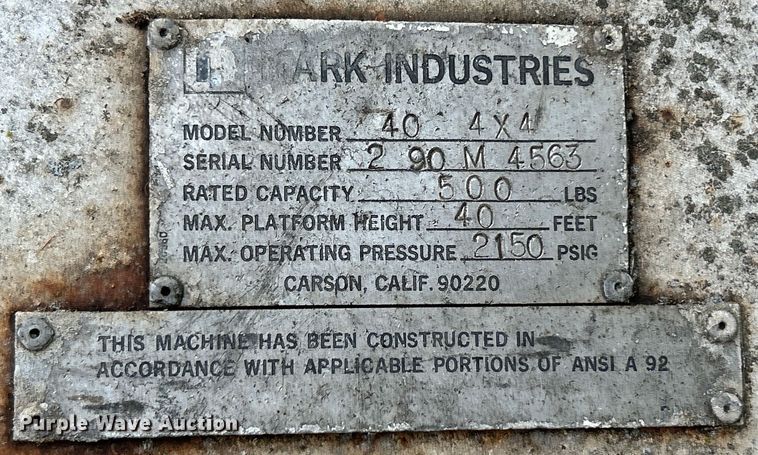 MARK INDUSTRIES
MODEL NUMBER 40 4X4
SERIAL NUMBER 2 90 M 4563
RATED CAPACITY 500 LBS
MAX. PLATFORM HEIGHT 40 FEET
MAX. OPERATING PRESSURE 2150 PSIG
CARSON, CALIF. 90220
THIS MACHINE HAS BEEN CONSTRUCTED IN
ACCORDANCE WITH APPLICABLE PORTIONS OF ANSI A 92
Purple Wave Auction